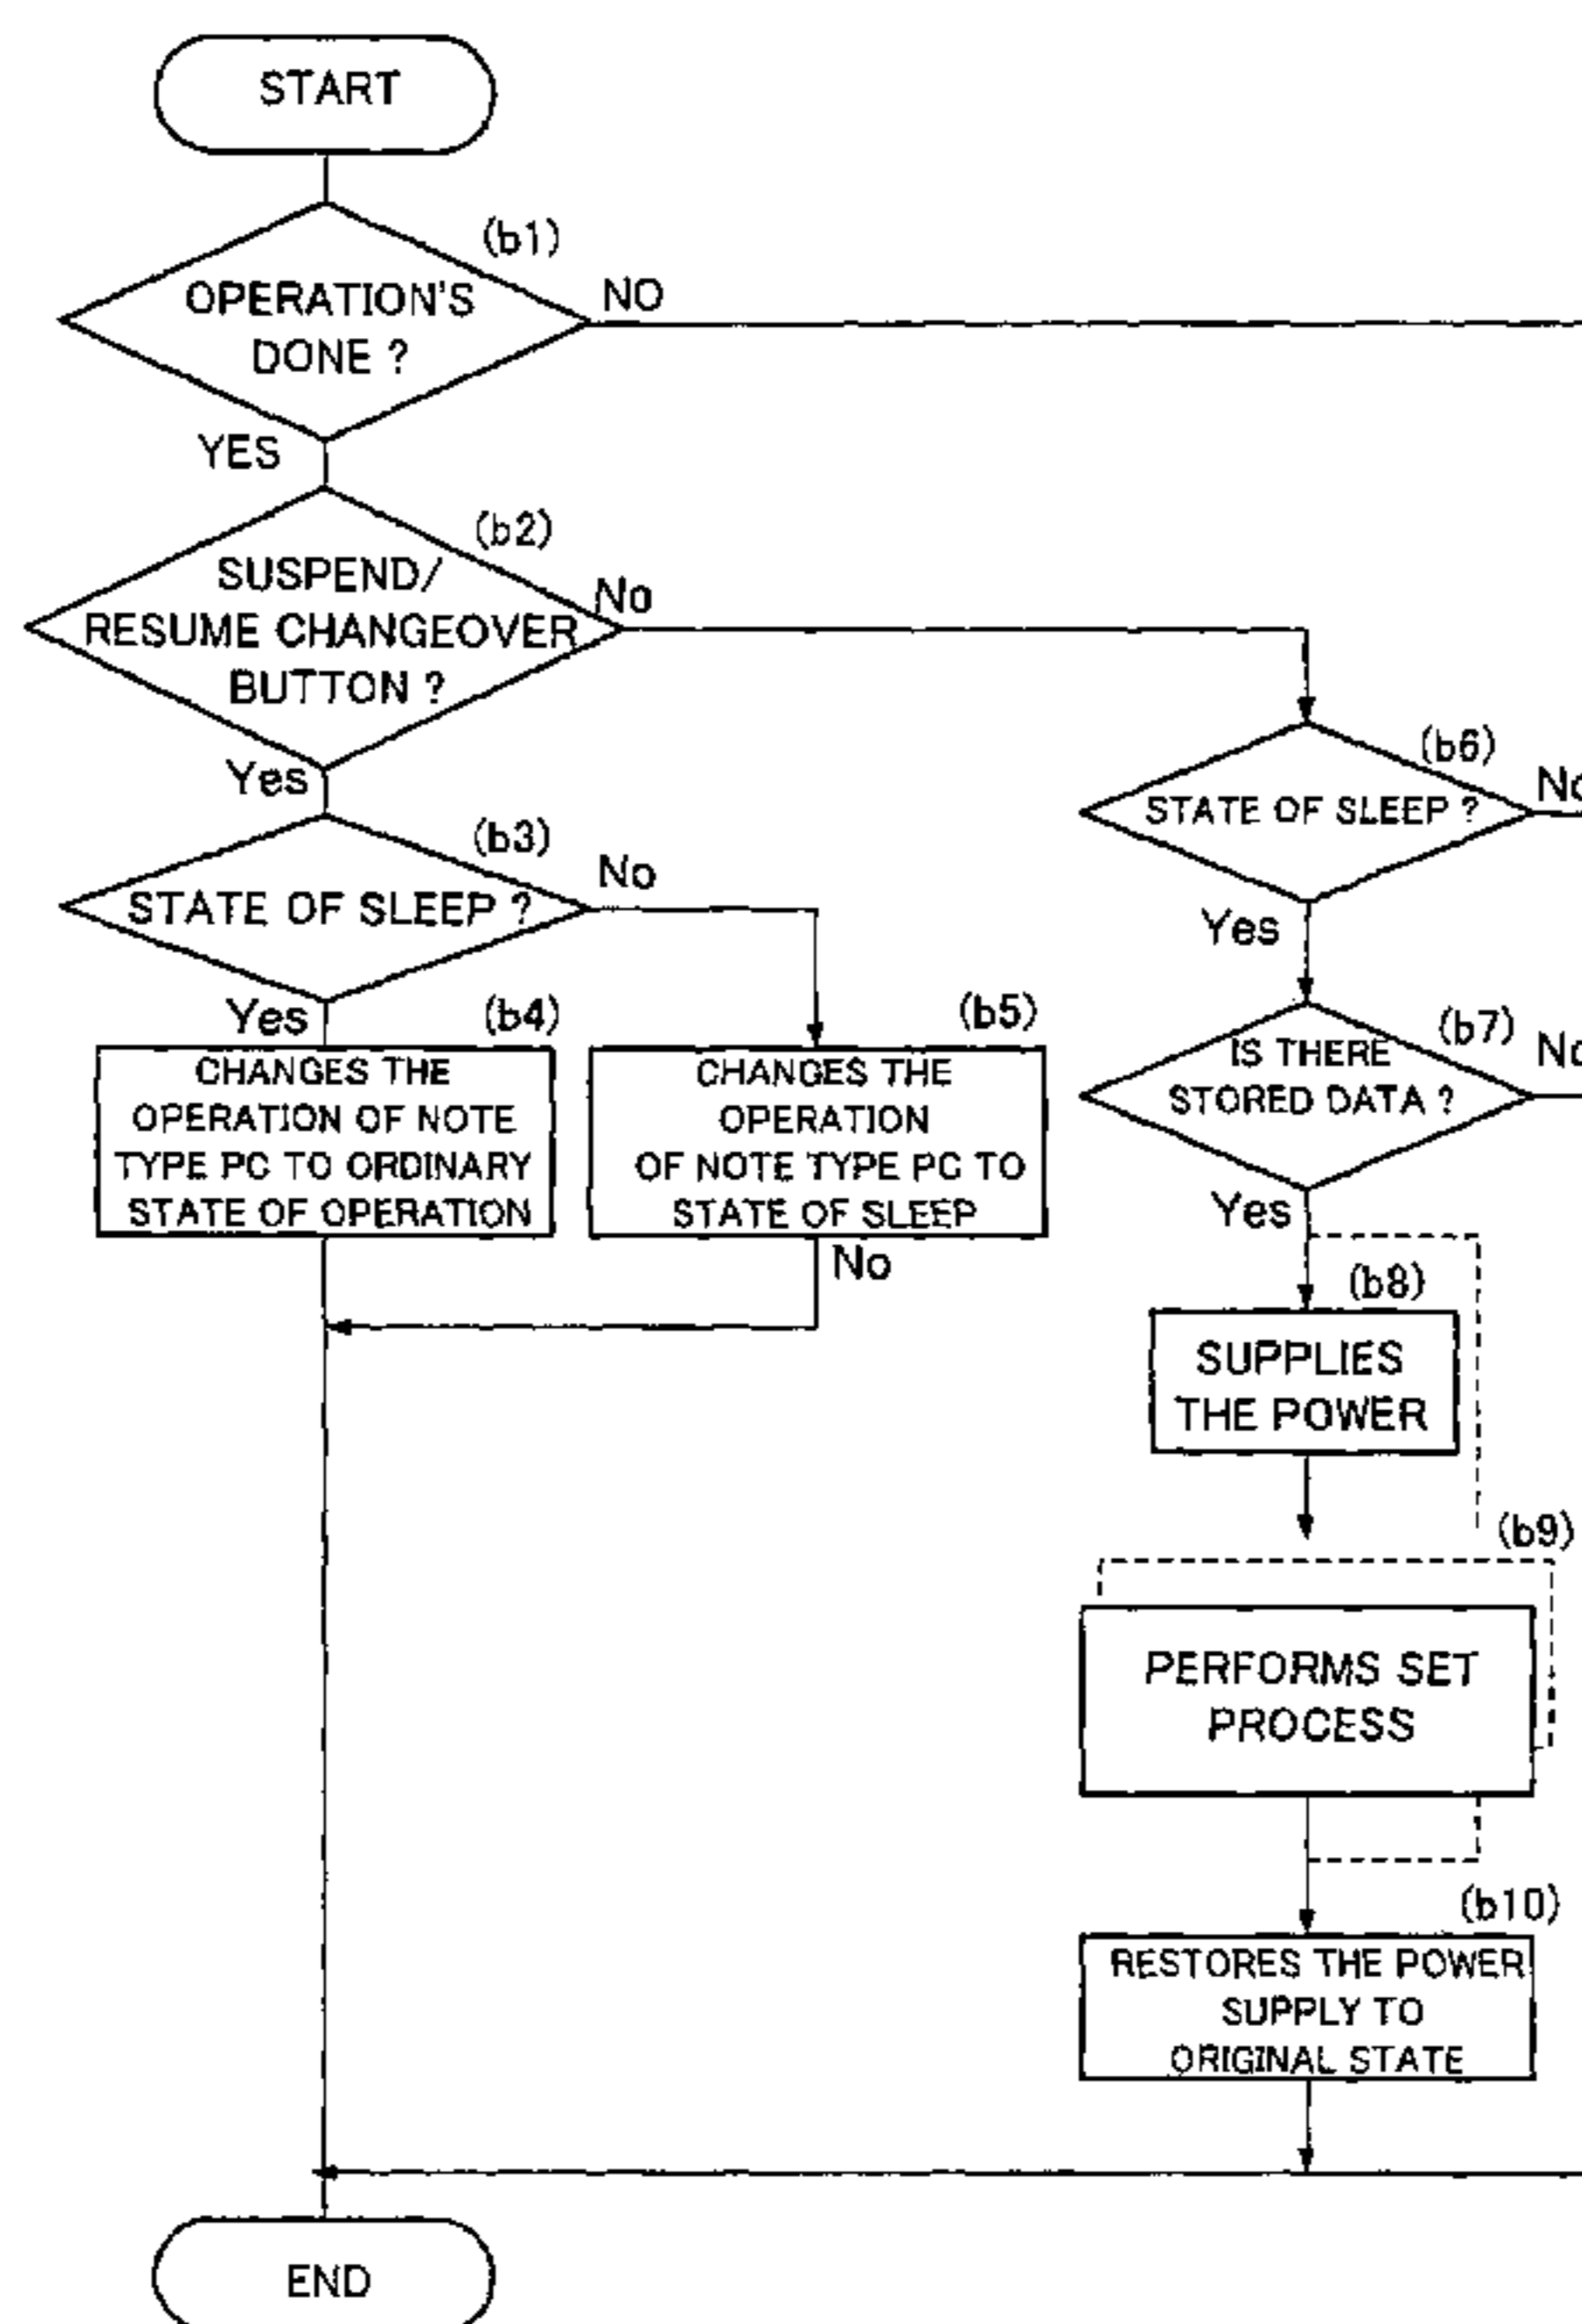 START
(b1)
OPERATION'S
DONE ?
NO
YES
(b2)
SUSPEND/
RESUME CHANGEOVER
BUTTON ?
No
Yes
(b3)
STATE OF SLEEP ?
No
Yes
(b4)
CHANGES THE
OPERATION OF NOTE
TYPE PC TO ORDINARY
STATE OF OPERATION
(b5)
CHANGES THE
OPERATION
OF NOTE TYPE PC TO
STATE OF SLEEP
No
(b6)
STATE OF SLEEP ?
No
Yes
(b7)
IS THERE
STORED DATA ?
No
Yes
(b8)
SUPPLIES
THE POWER
(b9)
PERFORMS SET
PROCESS
(b10)
RESTORES THE POWER
SUPPLY TO
ORIGINAL STATE
END